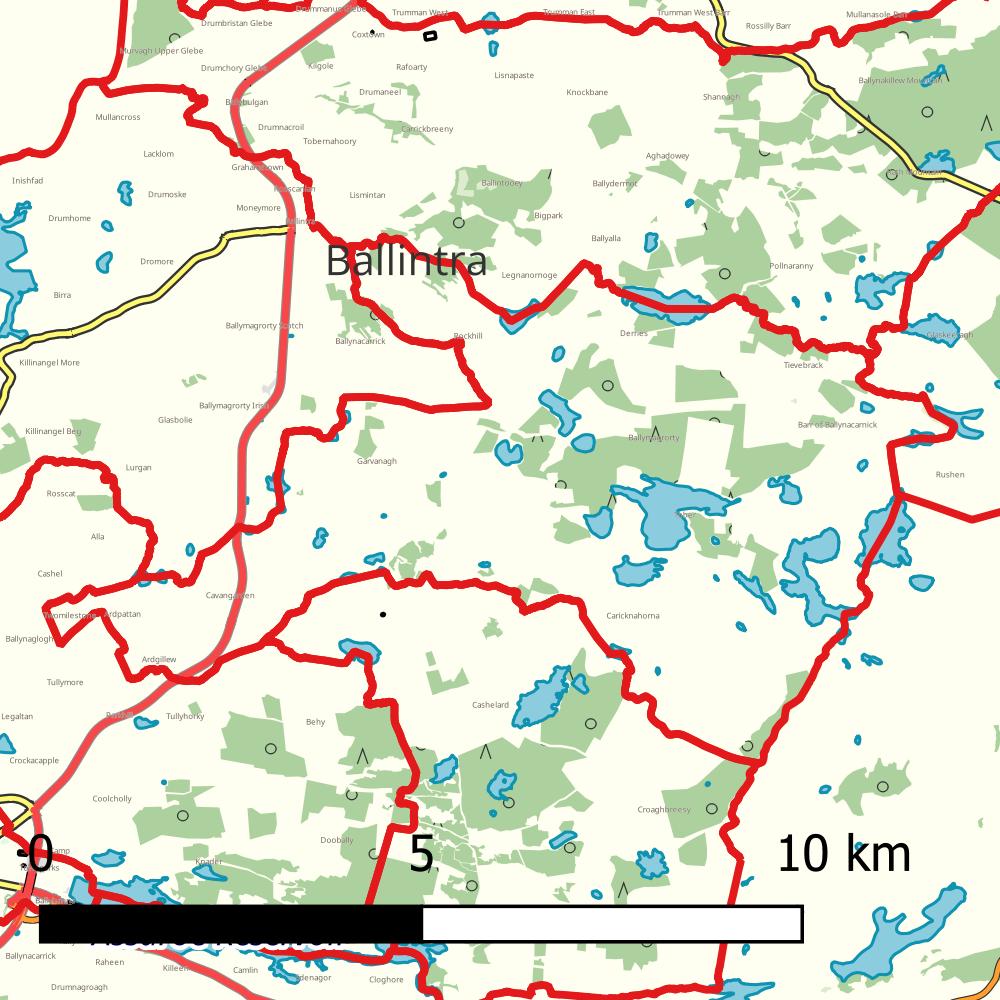 Drummanus Glebe
Trumman West
Trumman East
Trumman West Barr
Mullanasole Barr
Drumbristan Glebe
Rossilly Barr
Coxtown
Murvagh Upper Glebe
Drumchory Glebe
Kilgole
Rafoarty
Lisnapaste
Ballynakillew Mountain
Drumaneel
Knockbane
Shannagh
Ballybulgan
Mullancross
Drumnacroil
Carrickbreeny
Tobernahoory
Lacklom
Aghadowey
Grahamstown
Inishfad
Ballintooey
Ballydermot
Drumoske
Lismintan
Moneymore
Bigpark
Drumhome
Ballintra
Ballyalla
Dromore
Ballintra
Pollnaranny
Legnanornoge
Birra
Ballymagrorty Scotch
Derries
Rockhill
Ballynacarrick
Killinangel More
Tievebrack
Ballymagrorty Irish
Glasbolie
Barr of Ballynacarrick
Killinangel Beg
Ballymagrorty
Garvanagh
Lurgan
Rushen
Rosscat
Alla
Cashel
Cavangarden
Twomilestone
Ardpattan
Caricknahorna
Ballynaglogh
Ardgillew
Tullymore
Cashelard
Legaltan
Tullyhorky
Behy
Crockacapple
Coolcholly
Croaghbreesy
Doobally
Knader
0 5 10 km
Ballynacarrick
Raheen
Killeen
Camlin
Cloghore
Drumnagroagh